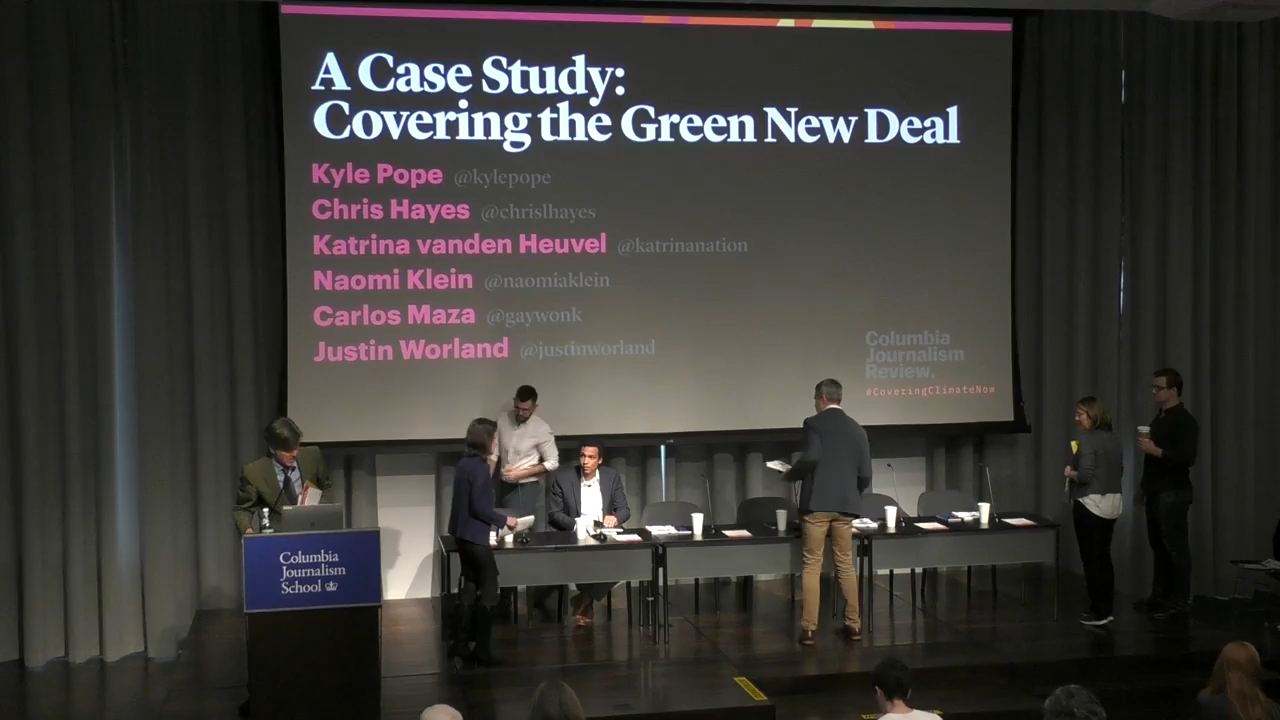 A Case Study:
Covering the Green New Deal
Kyle Pope @kylepope
Chris Hayes @chrislhayes
Katrina vanden Heuvel @katrinanation
Naomi Klein @naomiaklein
Carlos Maza @gaywonk
Justin Worland @justinworland
Columbia
Journalism
Review.
#CoveringClimateNow
Columbia
Journalism
School